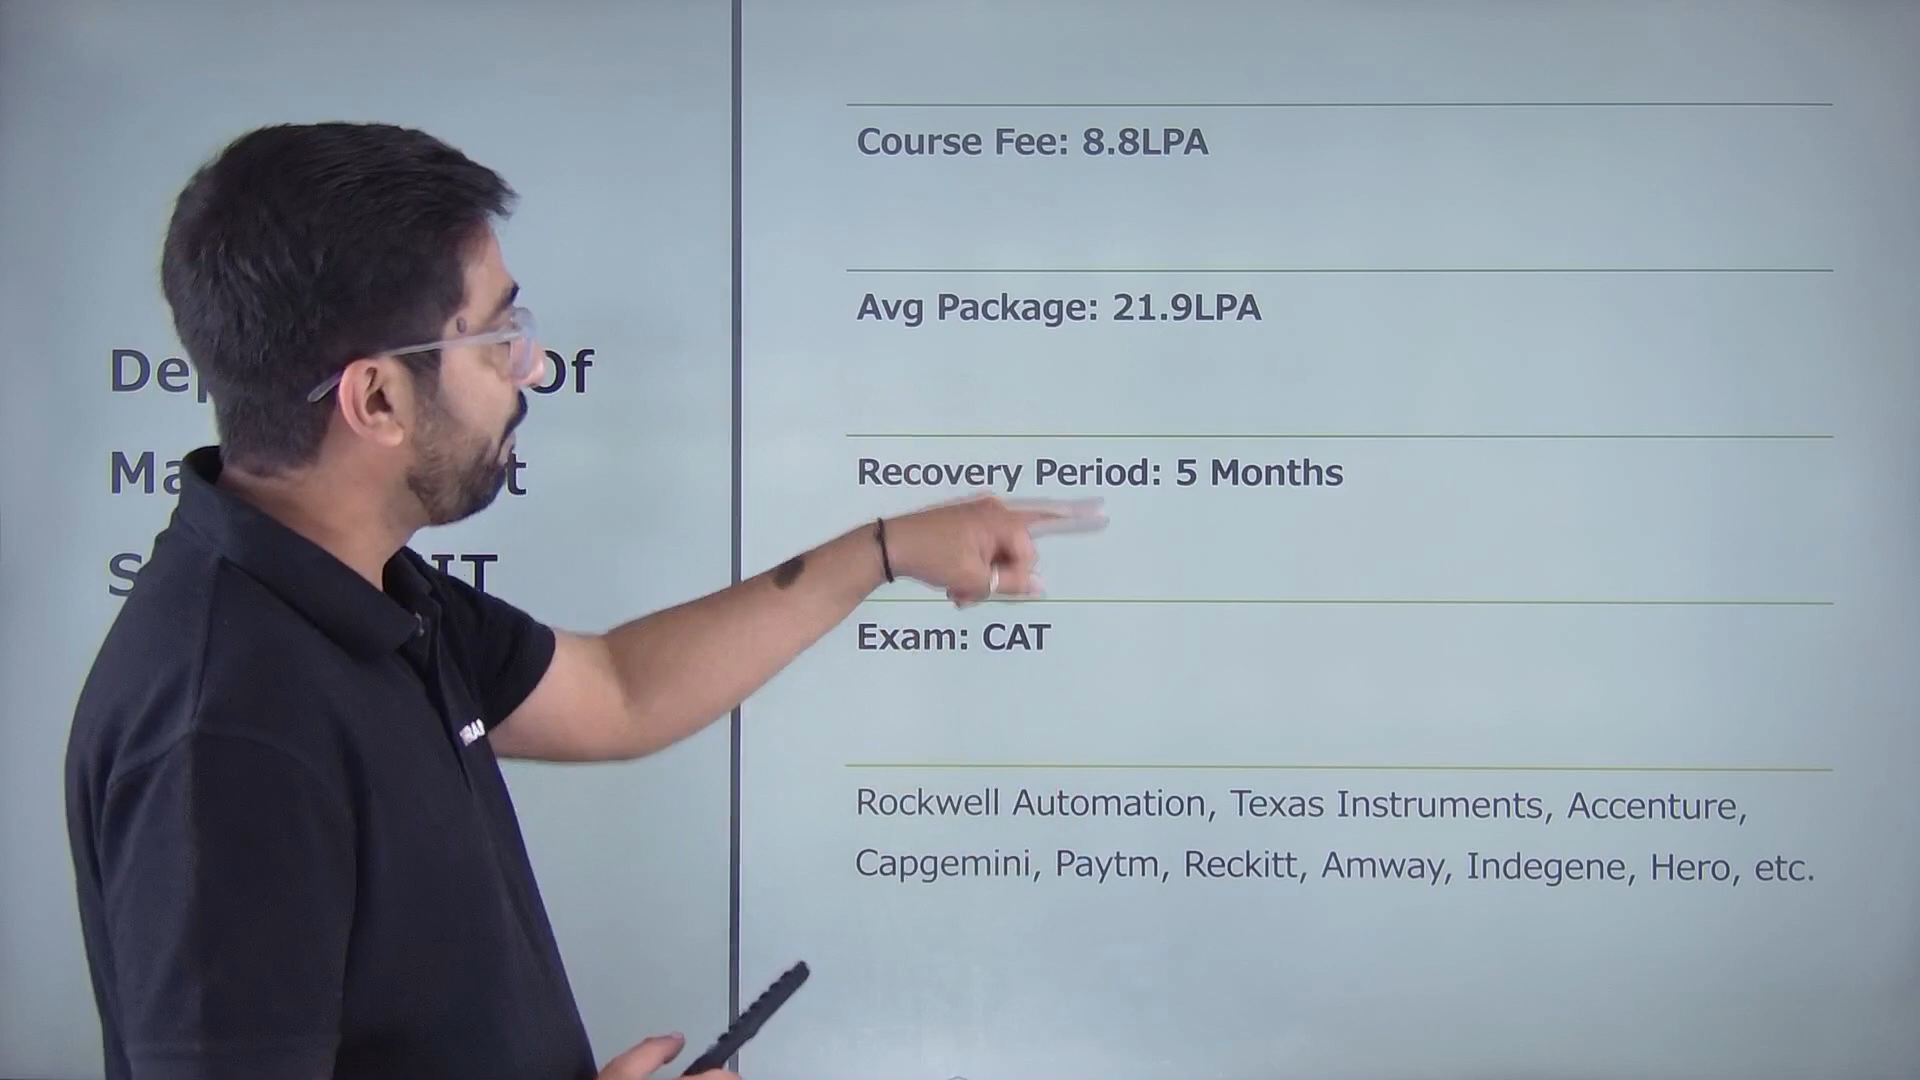 Of
Course Fee: 8.8LPA
Avg Package: 21.9LPA
Recovery Period: 5 Months
Exam: CAT
Rockwell Automation, Texas Instruments, Accenture,
Capgemini, Paytm, Reckitt, Amway, Indegene, Hero, etc.